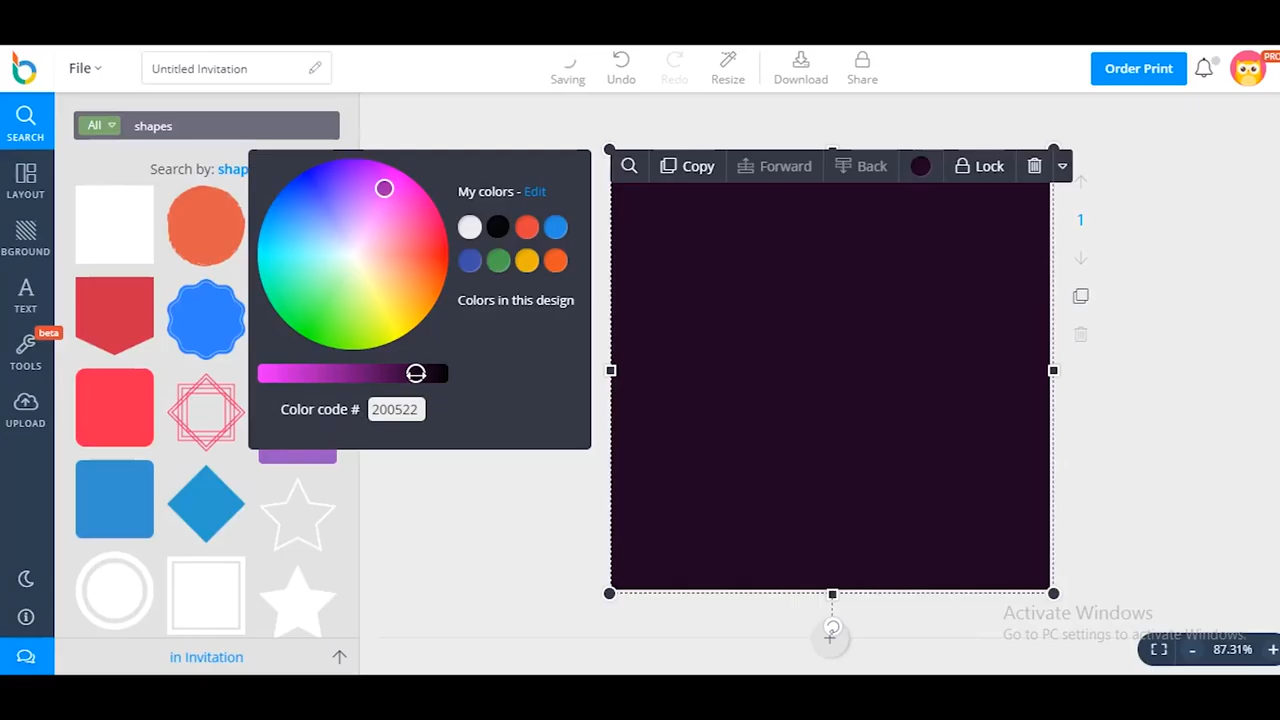 File
Untitled Invitation
Saving
Undo
Redo
Resize
Download
Share
Order Print
PRO
SEARCH
LAYOUT
BGROUND
TEXT
beta
TOOLS
UPLOAD
All
shapes
Search by: shap
My colors - Edit
Colors in this design
Color code # 200522
Copy
Forward
Back
Lock
1
in Invitation
Activate Windows
Go to PC settings to activate Windows.
- 87.31% +